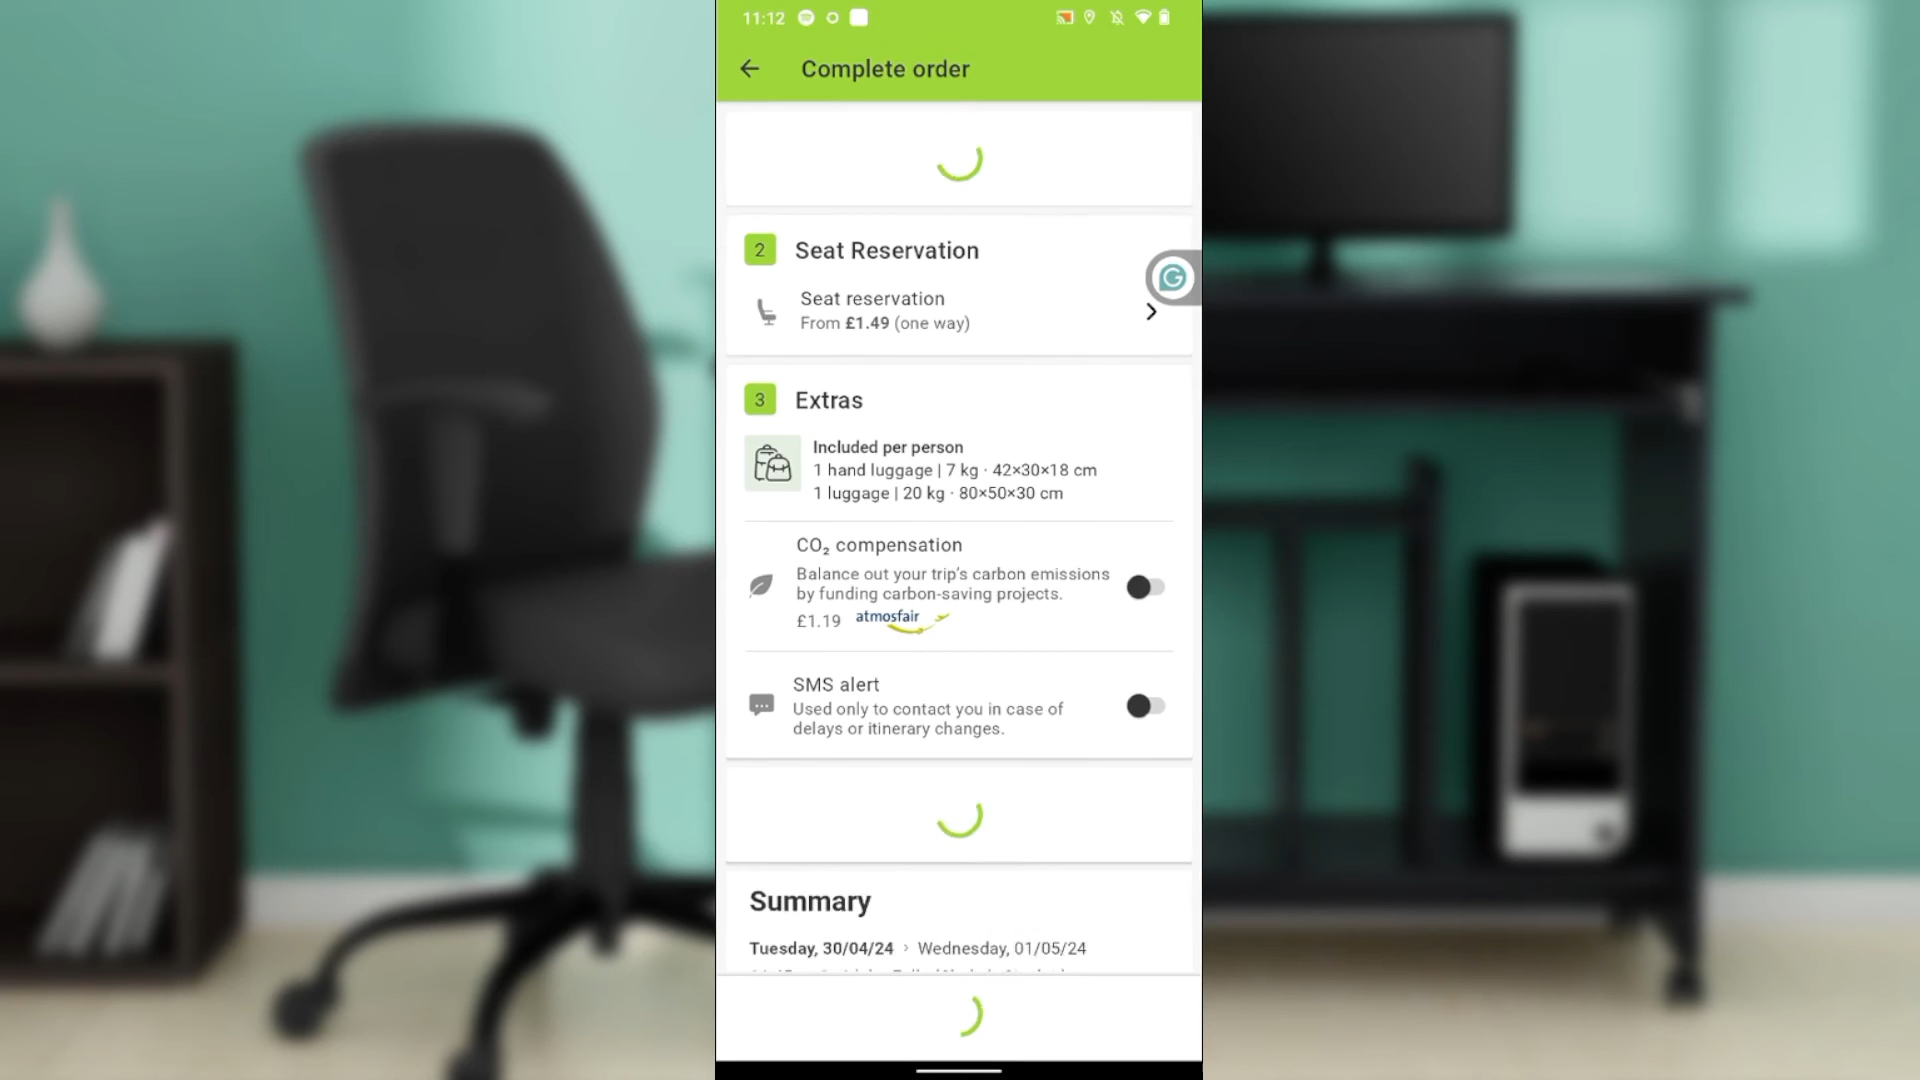 11:12
Complete order
2 Seat Reservation
Seat reservation
From £1.49 (one way)
3 Extras
Included per person
1 hand luggage | 7 kg · 42×30×18 cm
1 luggage | 20 kg · 80×50×30 cm
CO₂ compensation
Balance out your trip's carbon emissions
by funding carbon-saving projects.
£1.19 atmosfair
SMS alert
Used only to contact you in case of
delays or itinerary changes.
Summary
Tuesday, 30/04/24 › Wednesday, 01/05/24